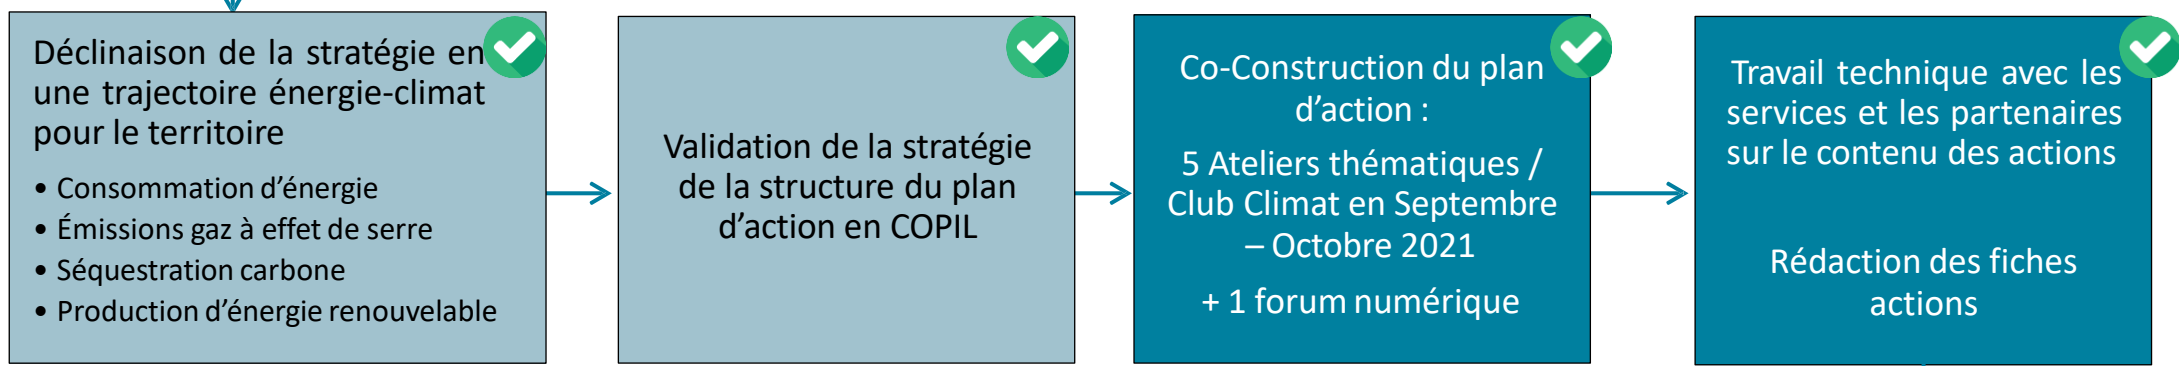 Déclinaison de la stratégie en
une trajectoire énergie-climat
pour le territoire
• Consommation d'énergie
• Émissions gaz à effet de serre
• Séquestration carbone
• Production d'énergie renouvelable
Validation de la stratégie
de la structure du plan
d'action en COPIL
Co-Construction du plan
d'action :
5 Ateliers thématiques /
Club Climat en Septembre
– Octobre 2021
+ 1 forum numérique
Travail technique avec les
services et les partenaires
sur le contenu des actions
Rédaction des fiches
actions